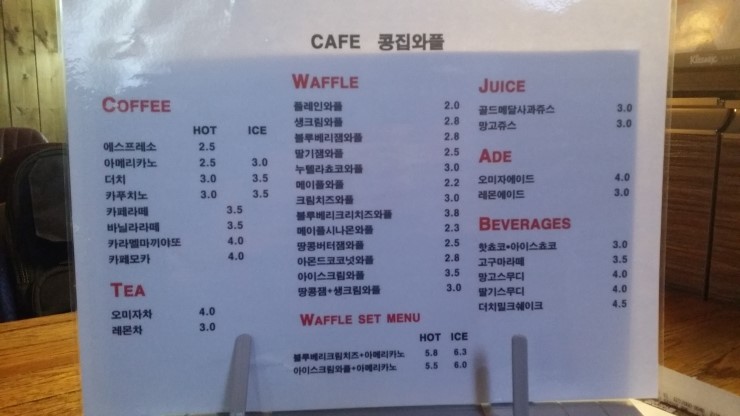 CAFE 콩집와플
COFFEE
HOT ICE
에스프레소 2.5
아메리카노 2.5 3.0
더치 3.0 3.5
카푸치노 3.0 3.5
카페라떼 3.5
바닐라라떼 3.5
카라멜마끼야또 4.0
카페모카 4.0
TEA
오미자차 4.0
레몬차 3.0
WAFFLE
플레인와플 2.0
생크림와플 2.8
블루베리잼와플 2.8
딸기잼와플 2.5
누텔라쵸코와플 3.0
메이플와플 2.2
크림치즈와플 3.0
블루베리크리치즈와플 3.8
메이플시나몬와플 2.3
땅콩버터잼와플 2.5
아몬드코코넛와플 2.8
아이스크림와플 3.5
땅콩잼+생크림와플 3.0
WAFFLE SET MENU
HOT ICE
블루베리크림치즈+아메리카노 5.8 6.3
아이스크림와플+아메리카노 5.5 6.0
JUICE
골드메달사과쥬스 3.0
망고쥬스 3.0
ADE
오미자에이드 4.0
레몬에이드 3.0
BEVERAGES
핫쵸코•아이스쵸코 3.0
고구마라떼 3.5
망고스무디 4.0
딸기스무디 4.0
더치밀크쉐이크 4.5
Kleenex